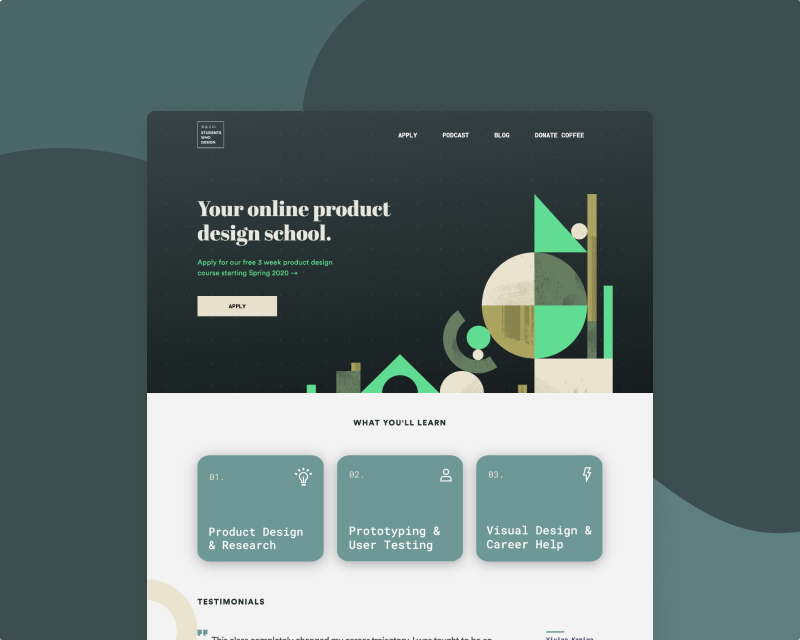 STUDENTS
WHO
DESIGN
APPLY PODCAST BLOG DONATE COFFEE
Your online product
design school.
Apply for our free 3 week product design
course starting Spring 2020 →
APPLY
WHAT YOU'LL LEARN
01.
Product Design
& Research
02.
Prototyping &
User Testing
03.
Visual Design &
Career Help
TESTIMONIALS
" This class completely changed my career trajectory. I was taught to be an